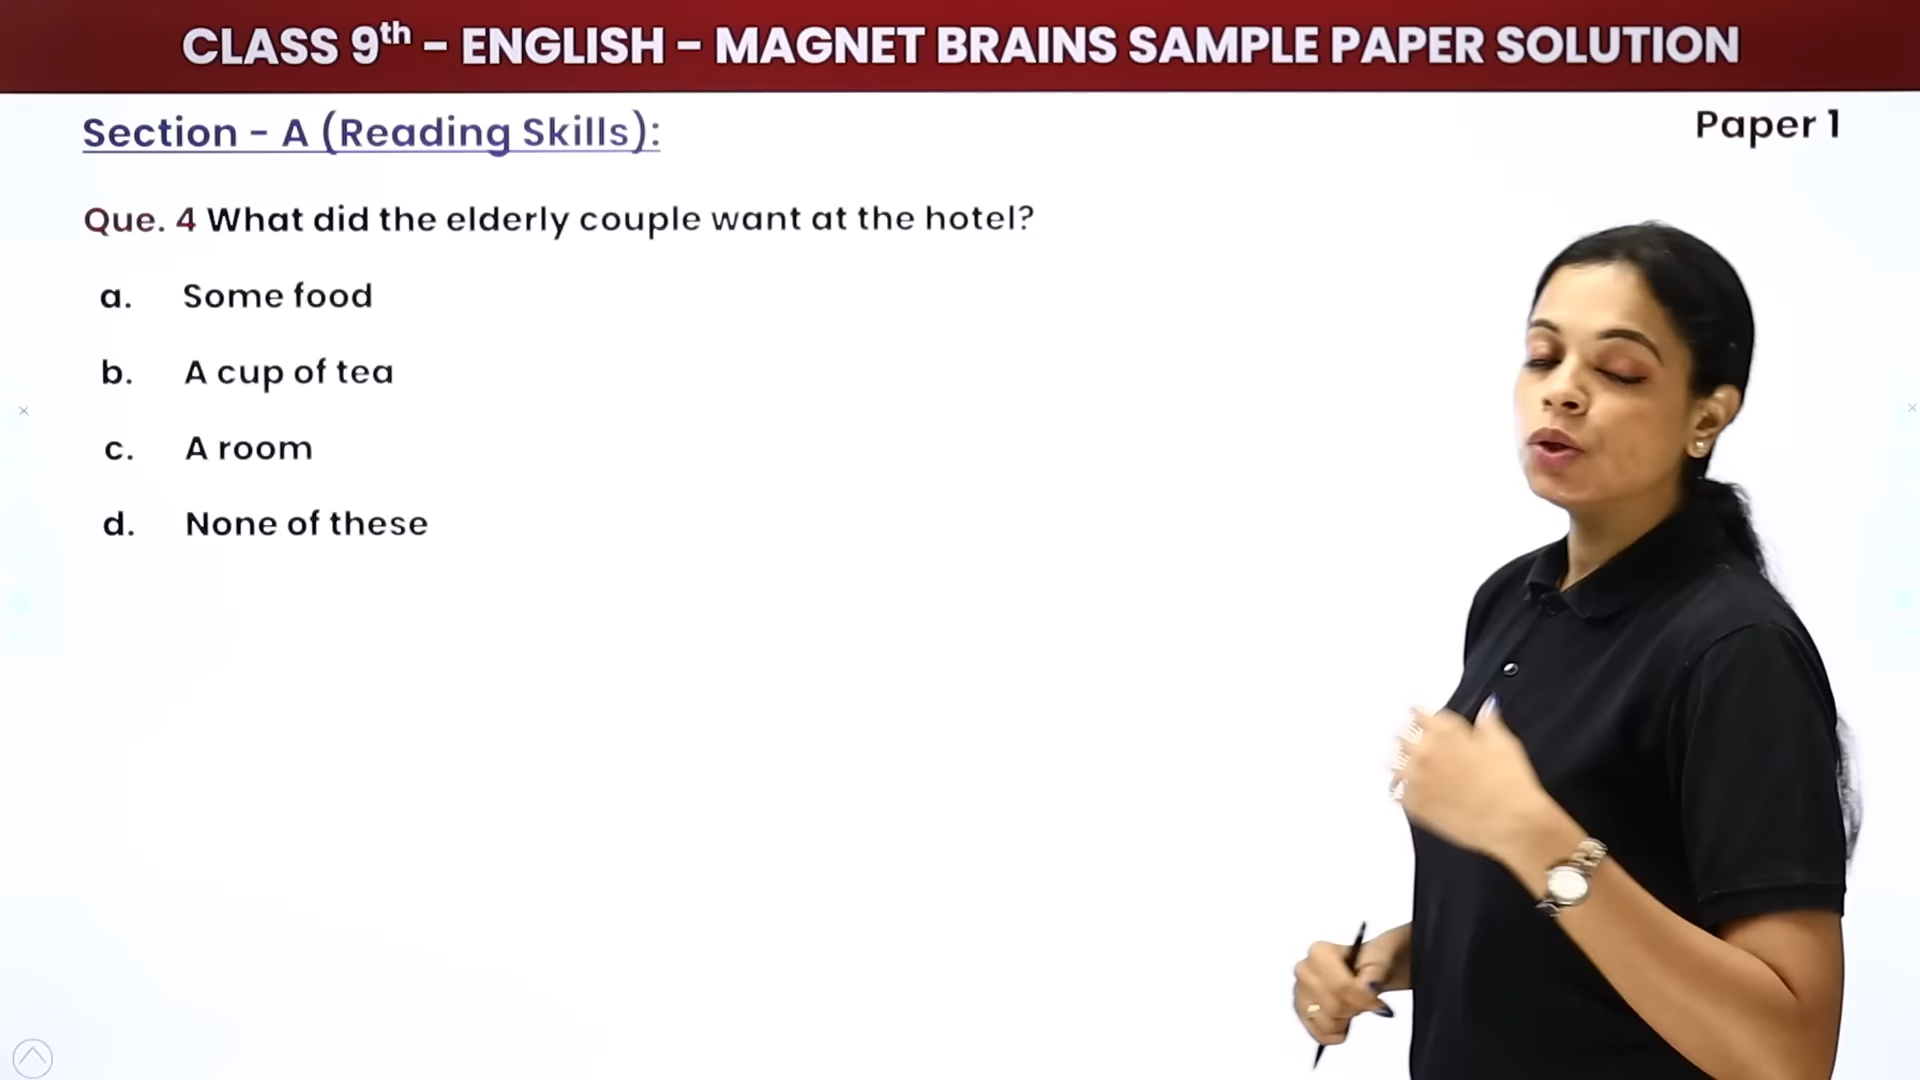 CLASS 9th – ENGLISH – MAGNET BRAINS SAMPLE PAPER SOLUTION
Section - A (Reading Skills):
Paper 1
Que. 4 What did the elderly couple want at the hotel?
a. Some food
b. A cup of tea
c. A room
d. None of these